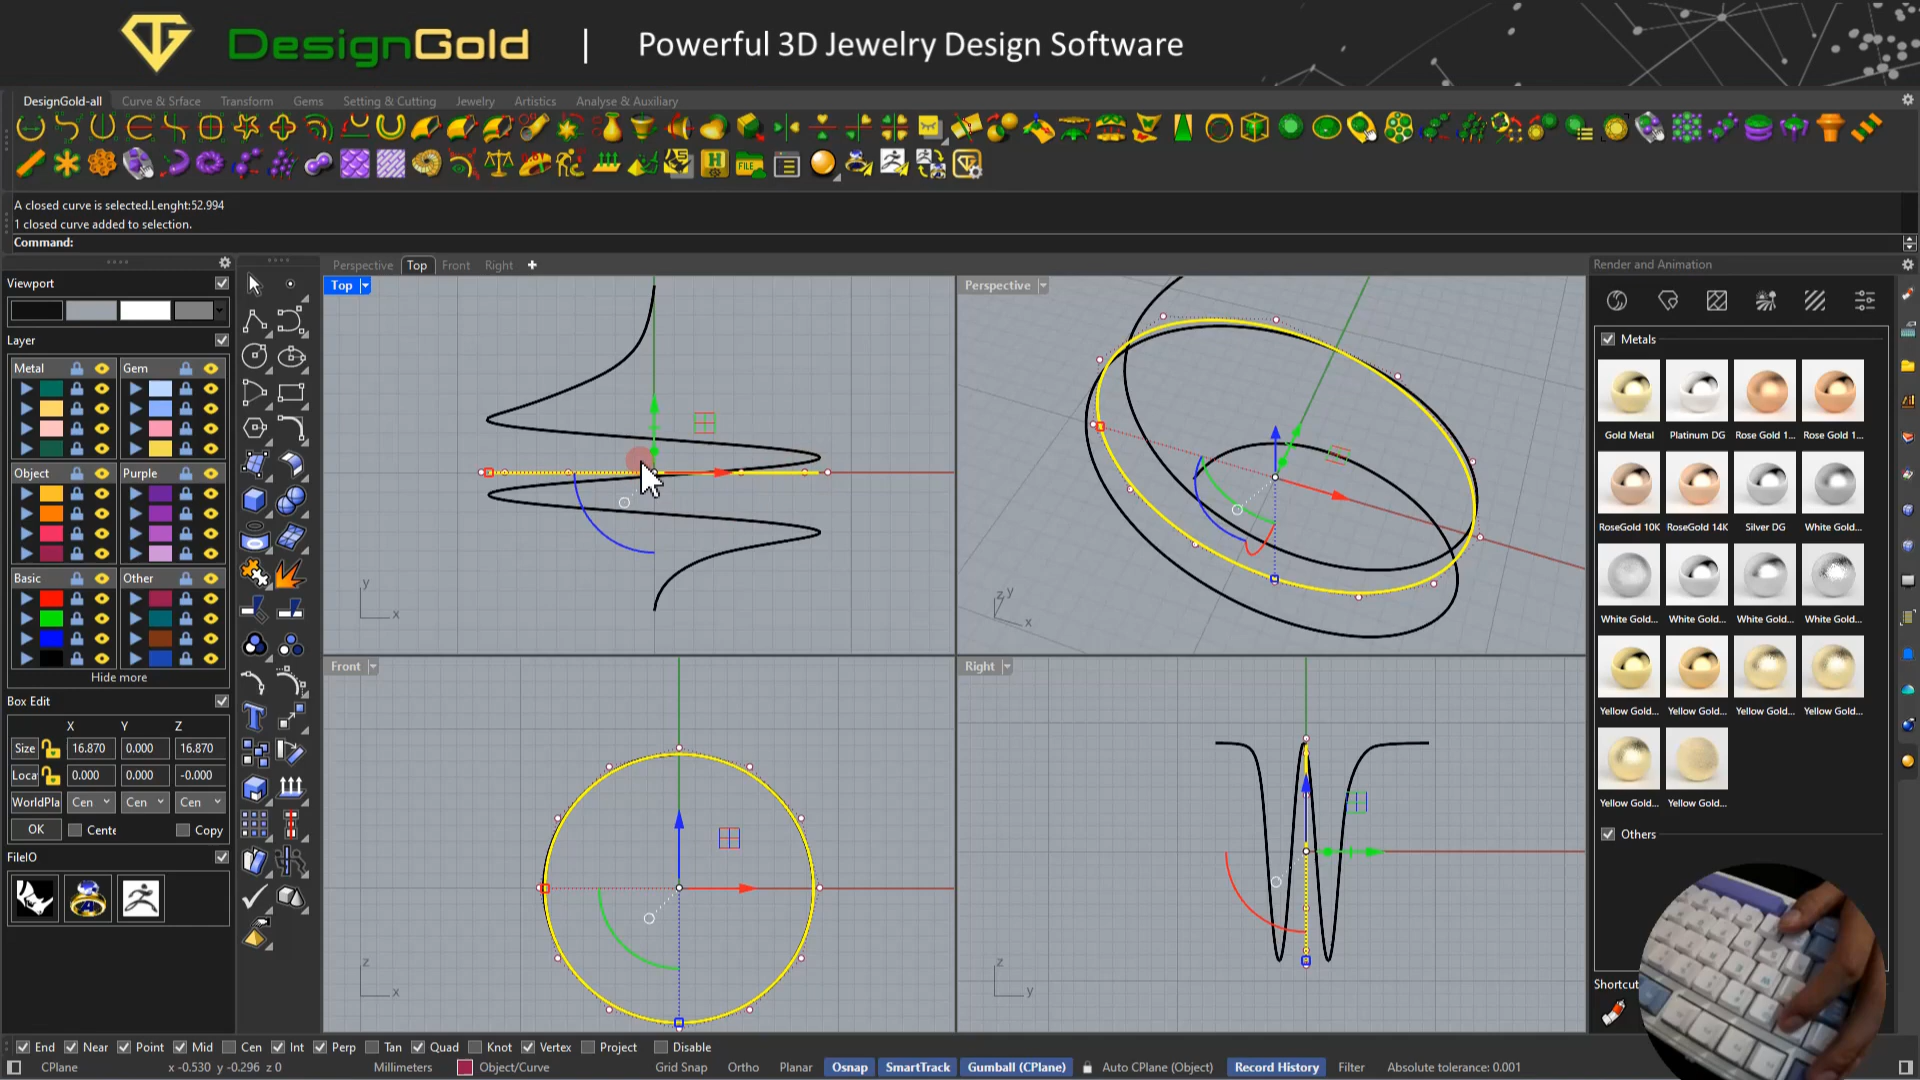 DesignGold | Powerful 3D Jewelry Design Software
DesignGold-all Curve & Srface Transform Gems Setting & Cutting Jewelry Artistics Analyse & Auxiliary
A closed curve is selected.Lenght:52.994
1 closed curve added to selection.
Command:
Perspective Top Front Right
Render and Animation
Viewport
Top
Perspective
Layer
Metals
Metal Gem
Gold Metal Platinum DG Rose Gold 1... Rose Gold 1...
Object Purple
RoseGold 10K RoseGold 14K Silver DG White Gold...
Basic Other
White Gold... White Gold... White Gold... White Gold...
y
x
z y
x
Hide more
Front
Right
Box Edit
Yellow Gold... Yellow Gold... Yellow Gold... Yellow Gold...
X Y Z
Size 16.870 0.000 16.870
Loca 0.000 0.000 -0.000
WorldPla Cen Cen Cen
Yellow Gold... Yellow Gold...
OK Cente Copy
Others
FileIO
z
x
z
y
Shortcut
End Near Point Mid Cen Int Perp Tan Quad Knot Vertex Project Disable
CPlane x -0.530 y -0.296 z 0 Millimeters Object/Curve Grid Snap Ortho Planar Osnap SmartTrack Gumball (CPlane) Auto CPlane (Object) Record History Filter Absolute tolerance: 0.001